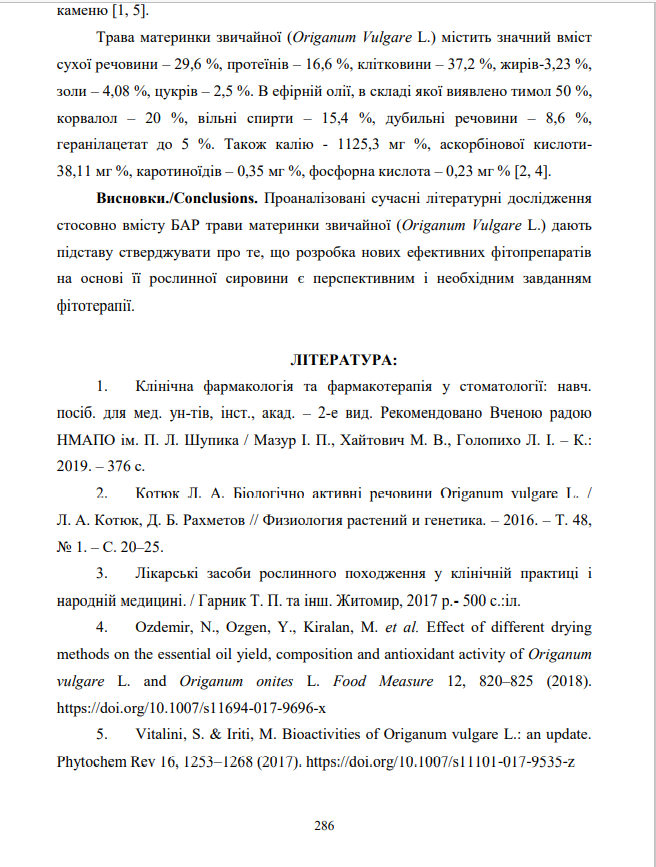 каменю [1, 5].
Трава материнки звичайної (Origanum Vulgare L.) містить значний вміст
сухої речовини – 29,6 %, протеїнів – 16,6 %, клітковини – 37,2 %, жирів-3,23 %,
золи – 4,08 %, цукрів – 2,5 %. В ефірній олії, в складі якої виявлено тимол 50 %,
корвалол – 20 %, вільні спирти – 15,4 %, дубильні речовини – 8,6 %,
геранілацетат до 5 %. Також калію - 1125,3 мг %, аскорбінової кислоти-
38,11 мг %, каротиноїдів – 0,35 мг %, фосфорна кислота – 0,23 мг % [2, 4].
Висновки./Conclusions. Проаналізовані сучасні літературні дослідження
стосовно вмісту БАР трави материнки звичайної (Origanum Vulgare L.) дають
підставу стверджувати про те, що розробка нових ефективних фітопрепаратів
на основі її рослинної сировини є перспективним і необхідним завданням
фітотерапії.
ЛІТЕРАТУРА:
1. Клінічна фармакологія та фармакотерапія у стоматології: навч.
посіб. для мед. ун-тів, інст., акад. – 2-е вид. Рекомендовано Вченою радою
НМАПО ім. П. Л. Шупика / Мазур І. П., Хайтович М. В., Голопихо Л. І. – К.:
2019. – 376 с.
2. Котюк Л. А. Біологічно активні речовини Origanum vulgare L. /
Л. А. Котюк, Д. Б. Рахметов // Физиология растений и генетика. – 2016. – Т. 48,
№ 1. – С. 20–25.
3. Лікарські засоби рослинного походження у клінічній практиці і
народній медицині. / Гарник Т. П. та інш. Житомир, 2017 р.- 500 с.:іл.
4. Ozdemir, N., Ozgen, Y., Kiralan, M. et al. Effect of different drying
methods on the essential oil yield, composition and antioxidant activity of Origanum
vulgare L. and Origanum onites L. Food Measure 12, 820–825 (2018).
https://doi.org/10.1007/s11694-017-9696-x
5. Vitalini, S. & Iriti, M. Bioactivities of Origanum vulgare L.: an update.
Phytochem Rev 16, 1253–1268 (2017). https://doi.org/10.1007/s11101-017-9535-z
286